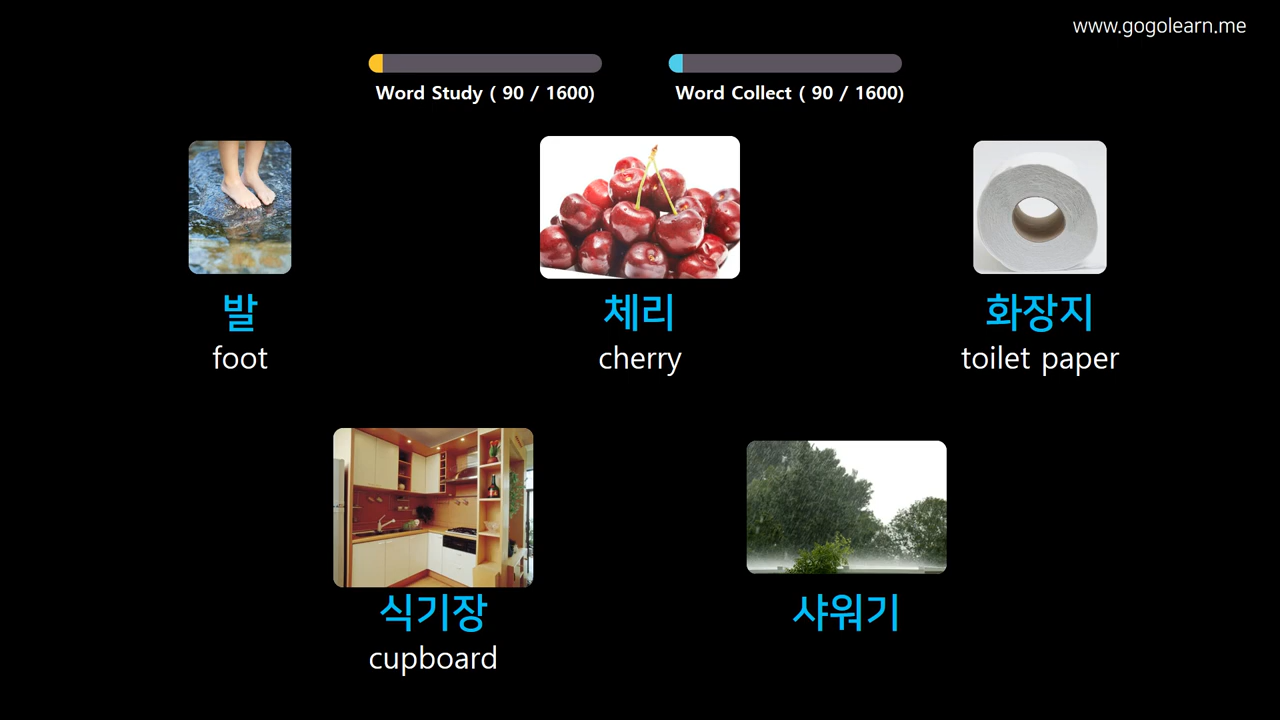 www.gogolearn.me
Word Study ( 90 / 1600)
Word Collect ( 90 / 1600)
발
foot
체리
cherry
화장지
toilet paper
식기장
cupboard
샤워기